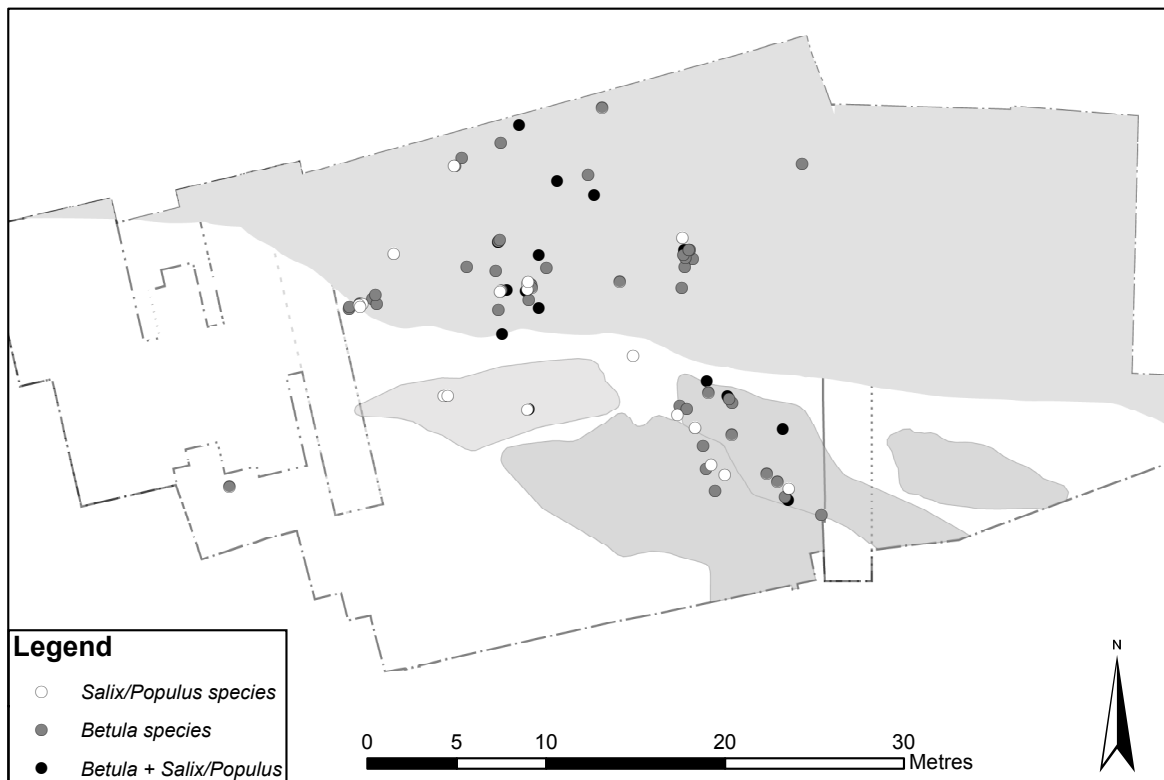 N
Legend
Salix/Populus species
Betula species
Betula + Salix/Populus
0 5 10 20 30
Metres